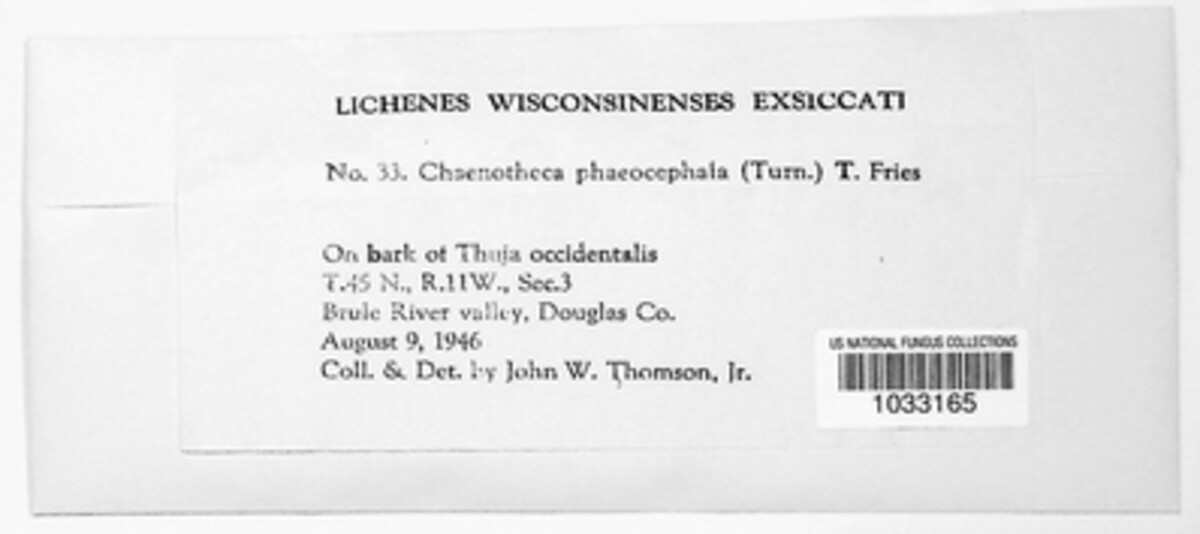 LICHENES WISCONSINENSES EXSICCATI
No. 33. Chaenotheca phaeocephala (Turn.) T. Fries
On bark of Thuja occidentalis
T.45 N., R.11W., Sec.3
Brule River valley, Douglas Co.
August 9, 1946
Coll. & Det. by John W. Thomson, Jr.
US NATIONAL FUNGUS COLLECTIONS
1033165